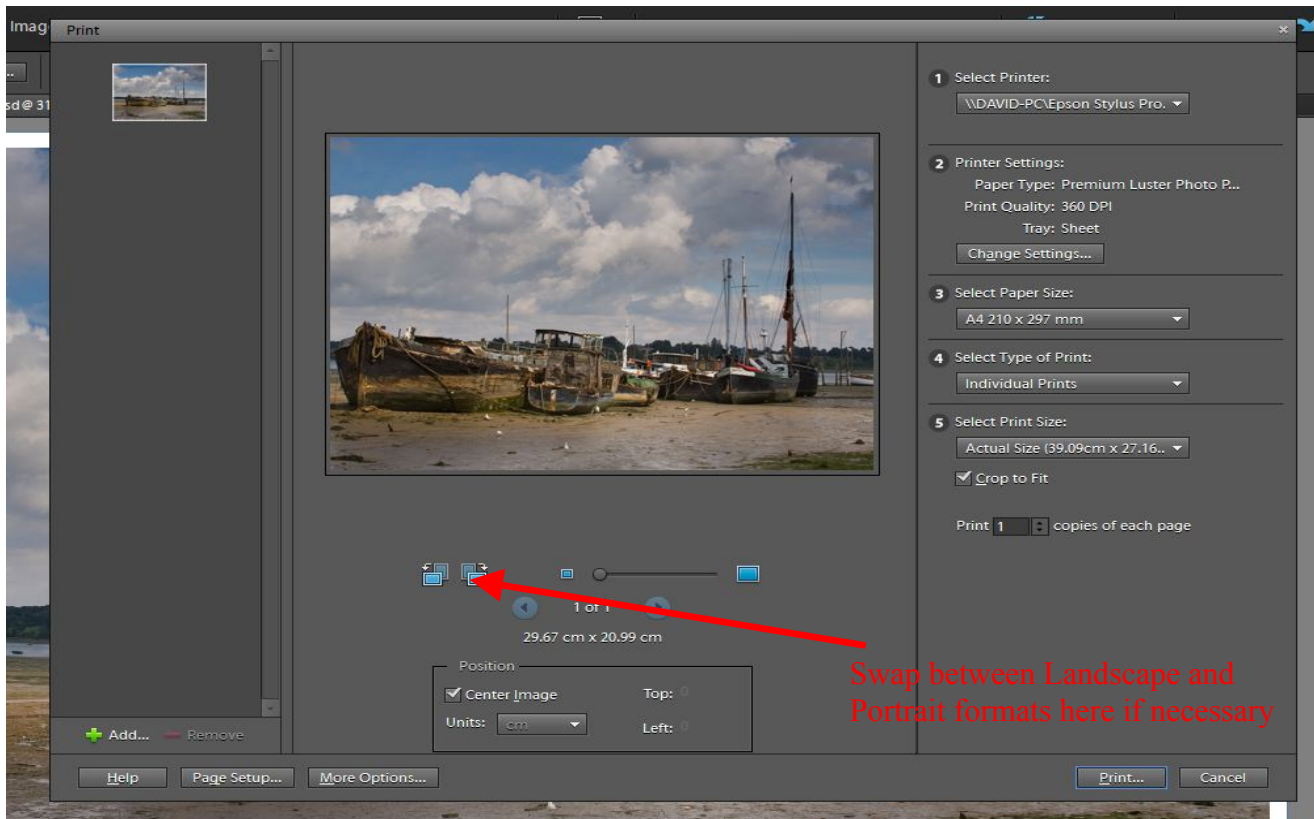 Imag
Print
...
sd @ 31
1 Select Printer:
\\DAVID-PC\Epson Stylus Pro.
2 Printer Settings:
Paper Type: Premium Luster Photo P...
Print Quality: 360 DPI
Tray: Sheet
Change Settings...
3 Select Paper Size:
A4 210 x 297 mm
4 Select Type of Print:
Individual Prints
5 Select Print Size:
Actual Size (39.09cm x 27.16..
Crop to Fit
Print 1 copies of each page
1 of 1
29.67 cm x 20.99 cm
Position
Center Image Top: 0
Units: cm Left: 0
Swap between Landscape and
Portrait formats here if necessary
Add... Remove
Help Page Setup... More Options... Print... Cancel